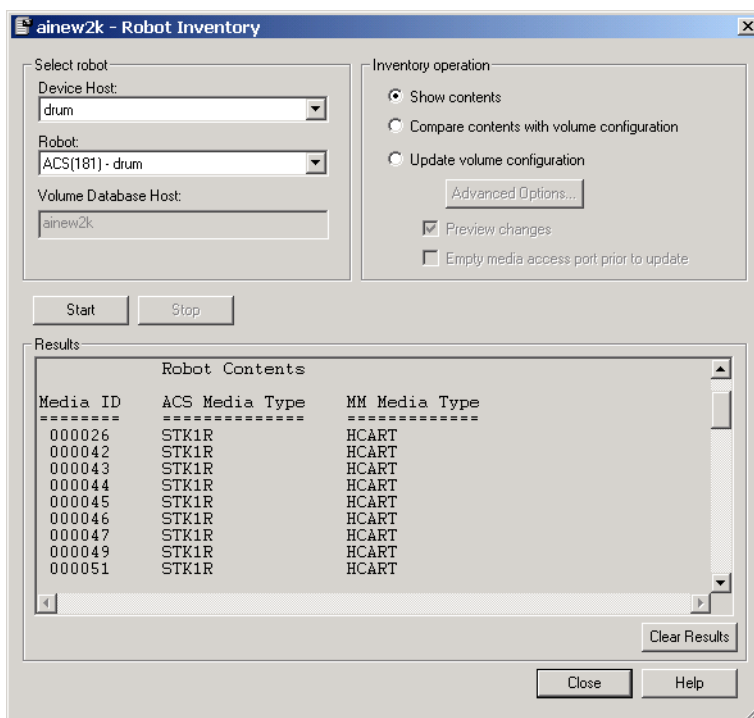 ainew2k - Robot Inventory
Select robot
Device Host:
drum
Robot:
ACS(181) - drum
Volume Database Host:
ainew2k
Inventory operation
Show contents
Compare contents with volume configuration
Update volume configuration
Advanced Options...
Preview changes
Empty media access port prior to update
Start
Stop
Results
Robot Contents
Media ID ACS Media Type MM Media Type
======== ============== =============
000026 STK1R HCART
000042 STK1R HCART
000043 STK1R HCART
000044 STK1R HCART
000045 STK1R HCART
000046 STK1R HCART
000047 STK1R HCART
000049 STK1R HCART
000051 STK1R HCART
Clear Results
Close
Help